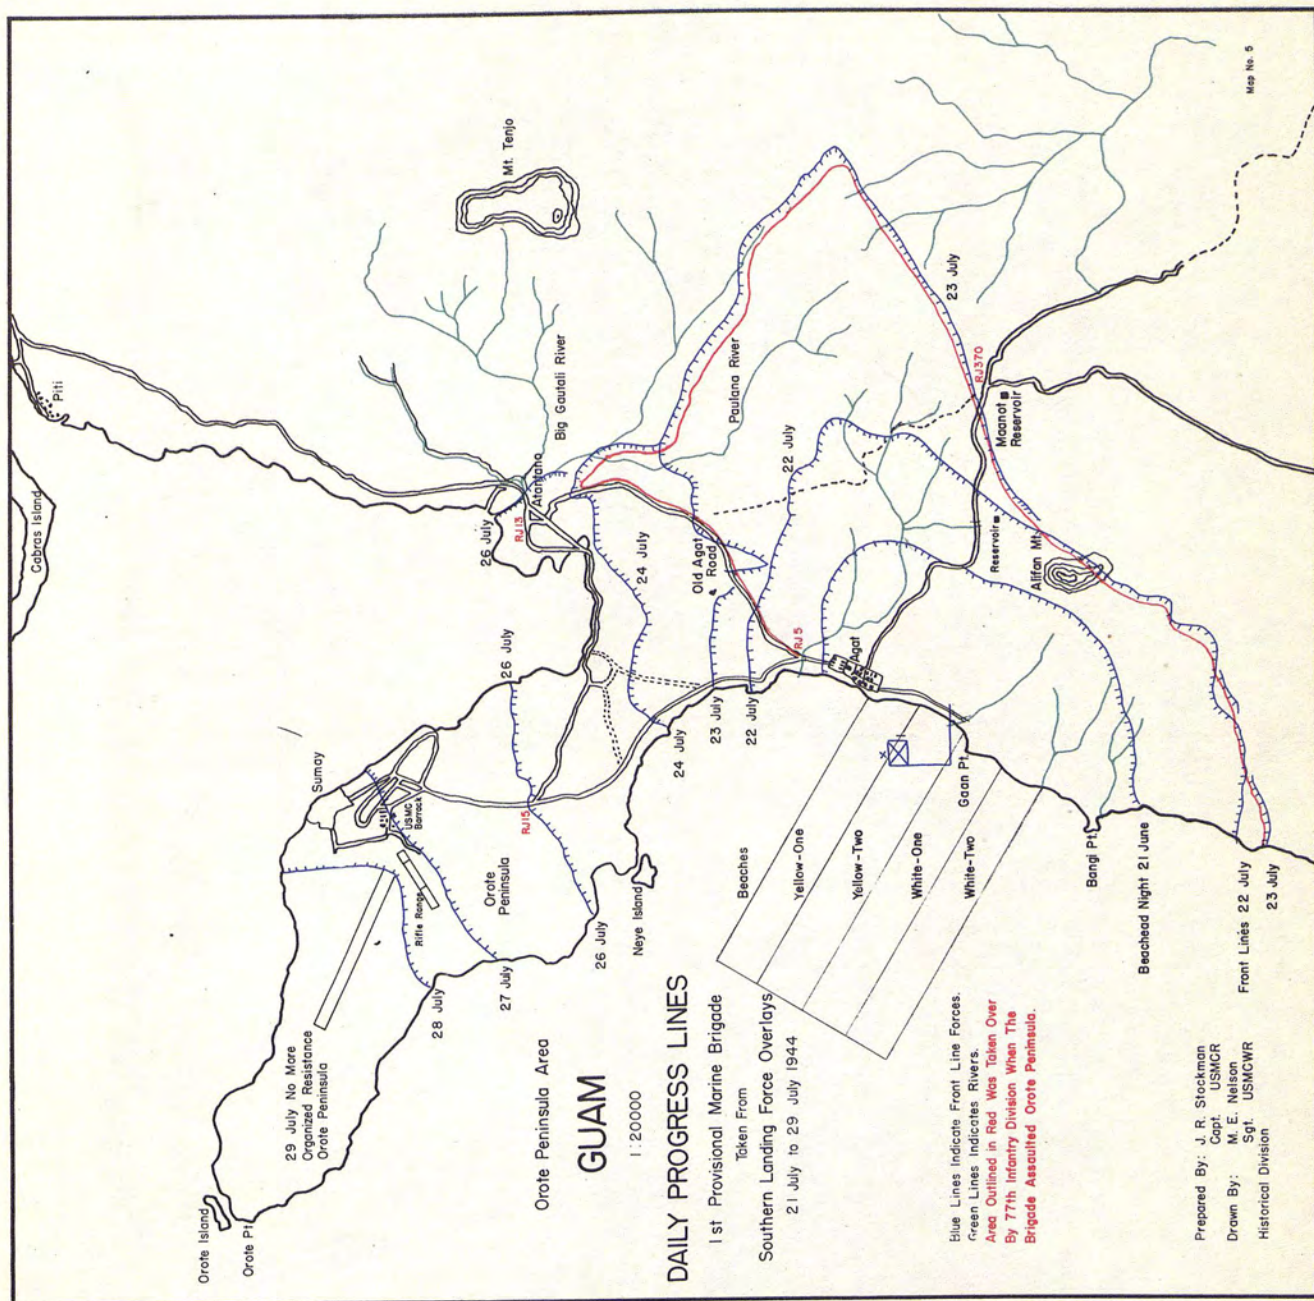 Map No. 5
Orote Peninsula Area
GUAM
1:20000
DAILY PROGRESS LINES
1st Provisional Marine Brigade
Taken From
Southern Landing Force Overlays
21 July to 29 July 1944
Blue Lines Indicate Front Line Forces.
Green Lines Indicates Rivers.
Area Outlined in Red Was Taken Over
By 77th Infantry Division When The
Brigade Assaulted Orote Peninsula.
Prepared By: J. R. Stockman
Capt. USMCR
Drawn By: M. E. Nelson
Sgt. USMCWR
Historical Division
Orote Island
Orote Pt.
29 July No More
Organized Resistance
Orote Peninsula
28 July
27 July
26 July
Neye Island
Rifle Range
Orote
Peninsula
USMC
Barrack
Sumay
RJ15
26 July
24 July
23 July
22 July
Cabras Island
Piti
Mt. Tenjo
Big Gautali River
Atantano
RJ13
26 July
24 July
Old Agat
Road
Paulana River
22 July
23 July
RJ5
Agat
RJ370
Maanot
Reservoir
Reservoir
Alifan Mt.
Beaches
Yellow-One
Yellow-Two
White-One
White-Two
Gaan Pt.
Bangi Pt.
Beachead Night 21 June
Front Lines 22 July
23 July